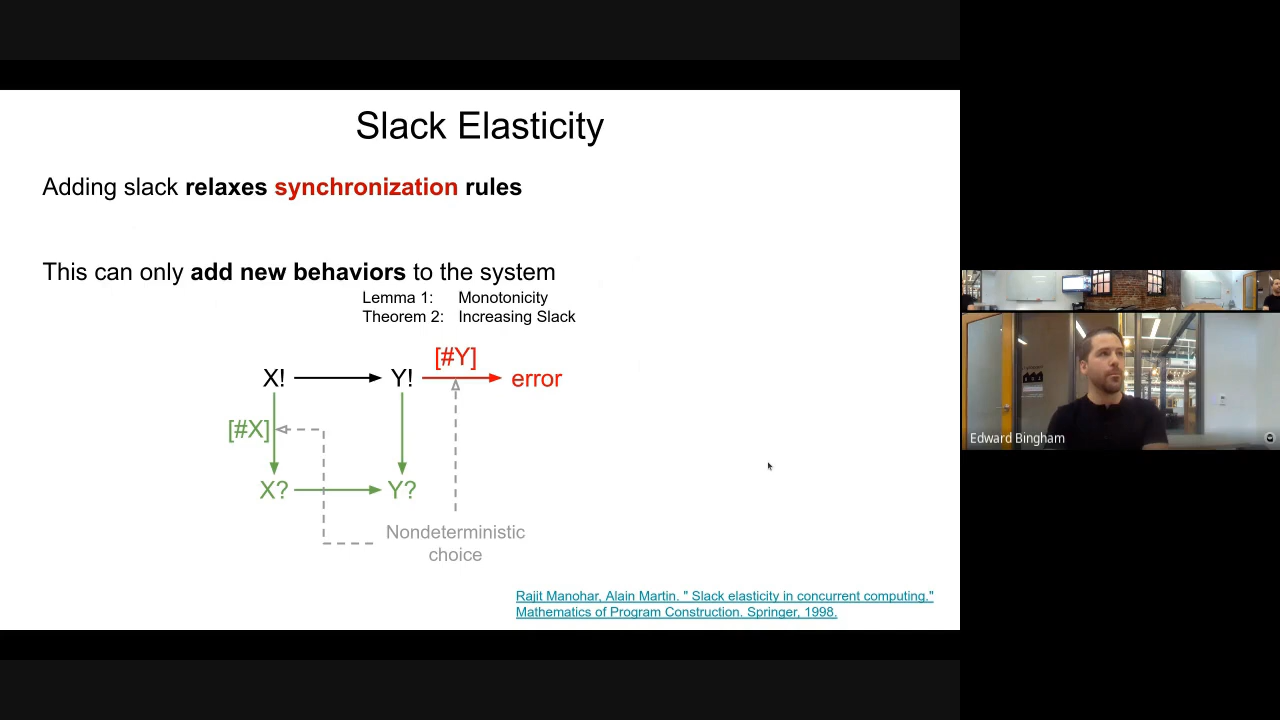 Slack Elasticity
Adding slack relaxes synchronization rules
This can only add new behaviors to the system
Lemma 1: Monotonicity
Theorem 2: Increasing Slack
[#Y]
X! Y! error
[#X]
X? Y?
Nondeterministic
choice
Rajit Manohar, Alain Martin. " Slack elasticity in concurrent computing."
Mathematics of Program Construction. Springer, 1998.
Edward Bingham